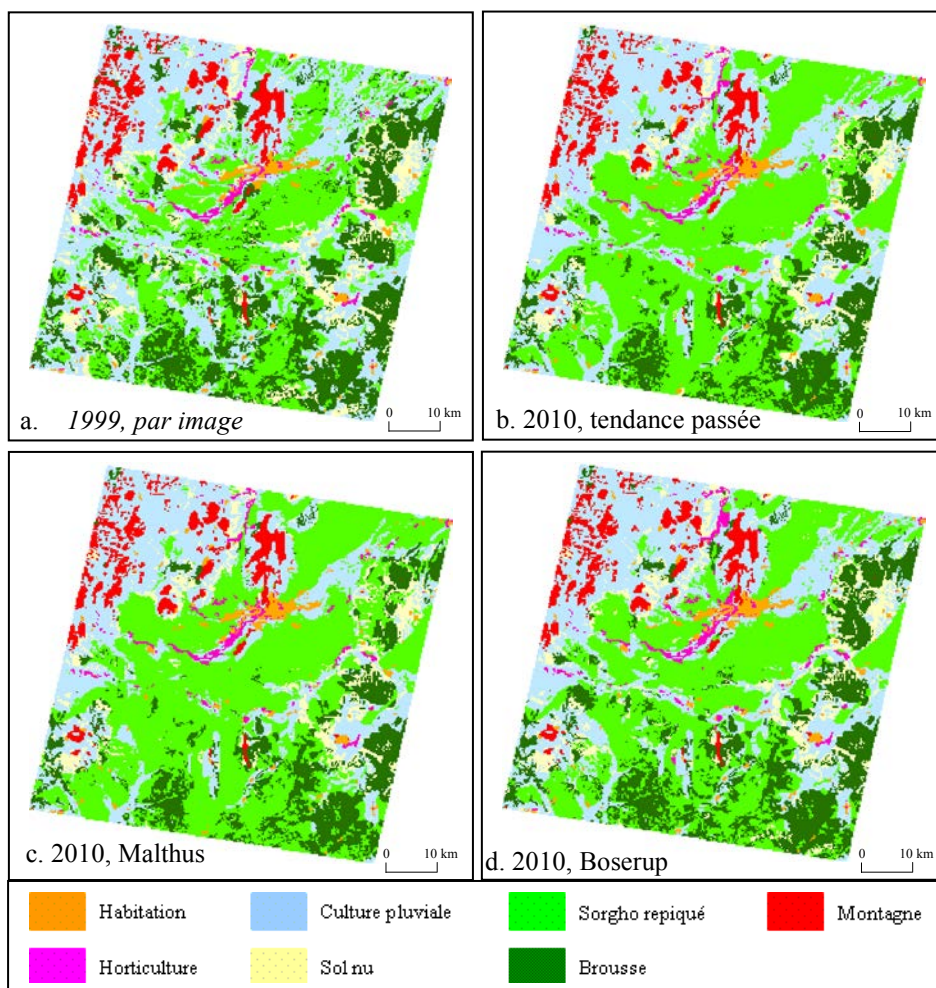 a. 1999, par image
0 10 km
b. 2010, tendance passée
0 10 km
c. 2010, Malthus
0 10 km
d. 2010, Boserup
0 10 km
Habitation
Culture pluviale
Sorgho repiqué
Montagne
Horticulture
Sol nu
Brousse